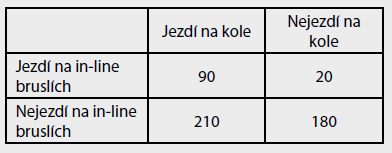 Jezdí na kole
Nejezdí na
kole
Jezdí na in-line
bruslích
90
20
Nejezdí na in-line
bruslích
210
180